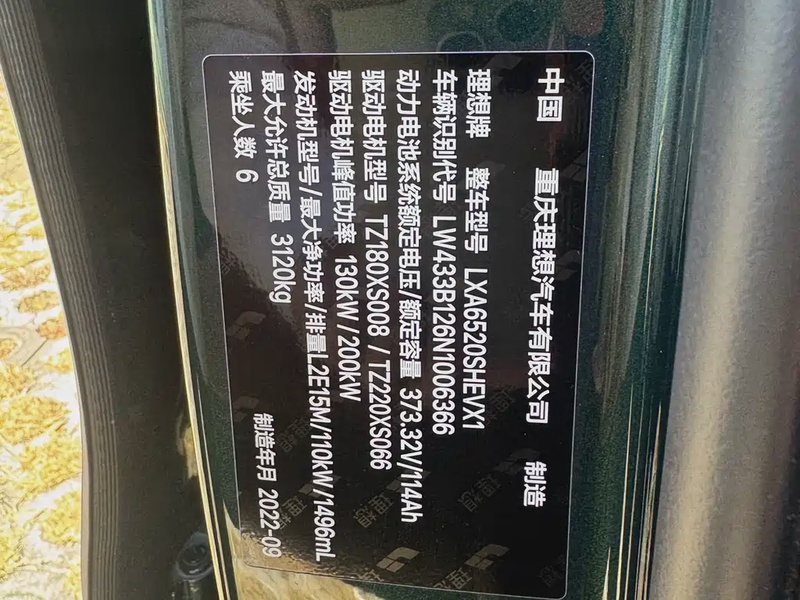 中国 重庆理想汽车有限公司 制造
理想牌 整车型号 LXA6520SHEVX1
车辆识别代号 LW433B126N1006366
动力电池系统额定电压/额定容量 373.32V/114Ah
驱动电机型号 TZ180XS008 / TZ220XS066
驱动电机峰值功率 130kW/200kW
发动机型号/最大净功率/排量L2E15M/110kW/1496mL
最大允许总质量 3120kg
乘坐人数 6 制造年月 2022-09